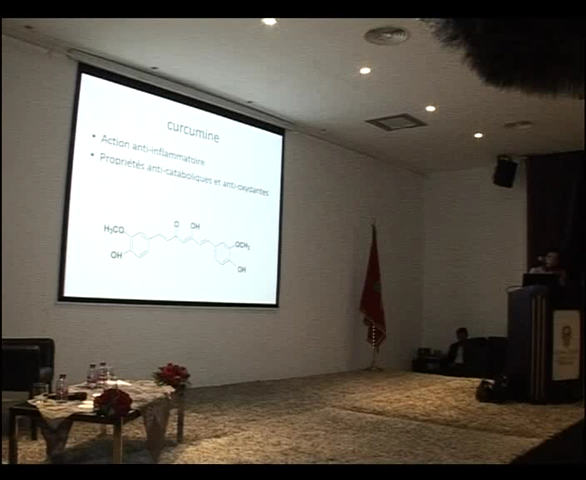 curcumine
• Action anti-inflammatoire
• Propriétés anti-cataboliques et anti-oxydantes
O OH
H₃CO OCH₃
OH OH